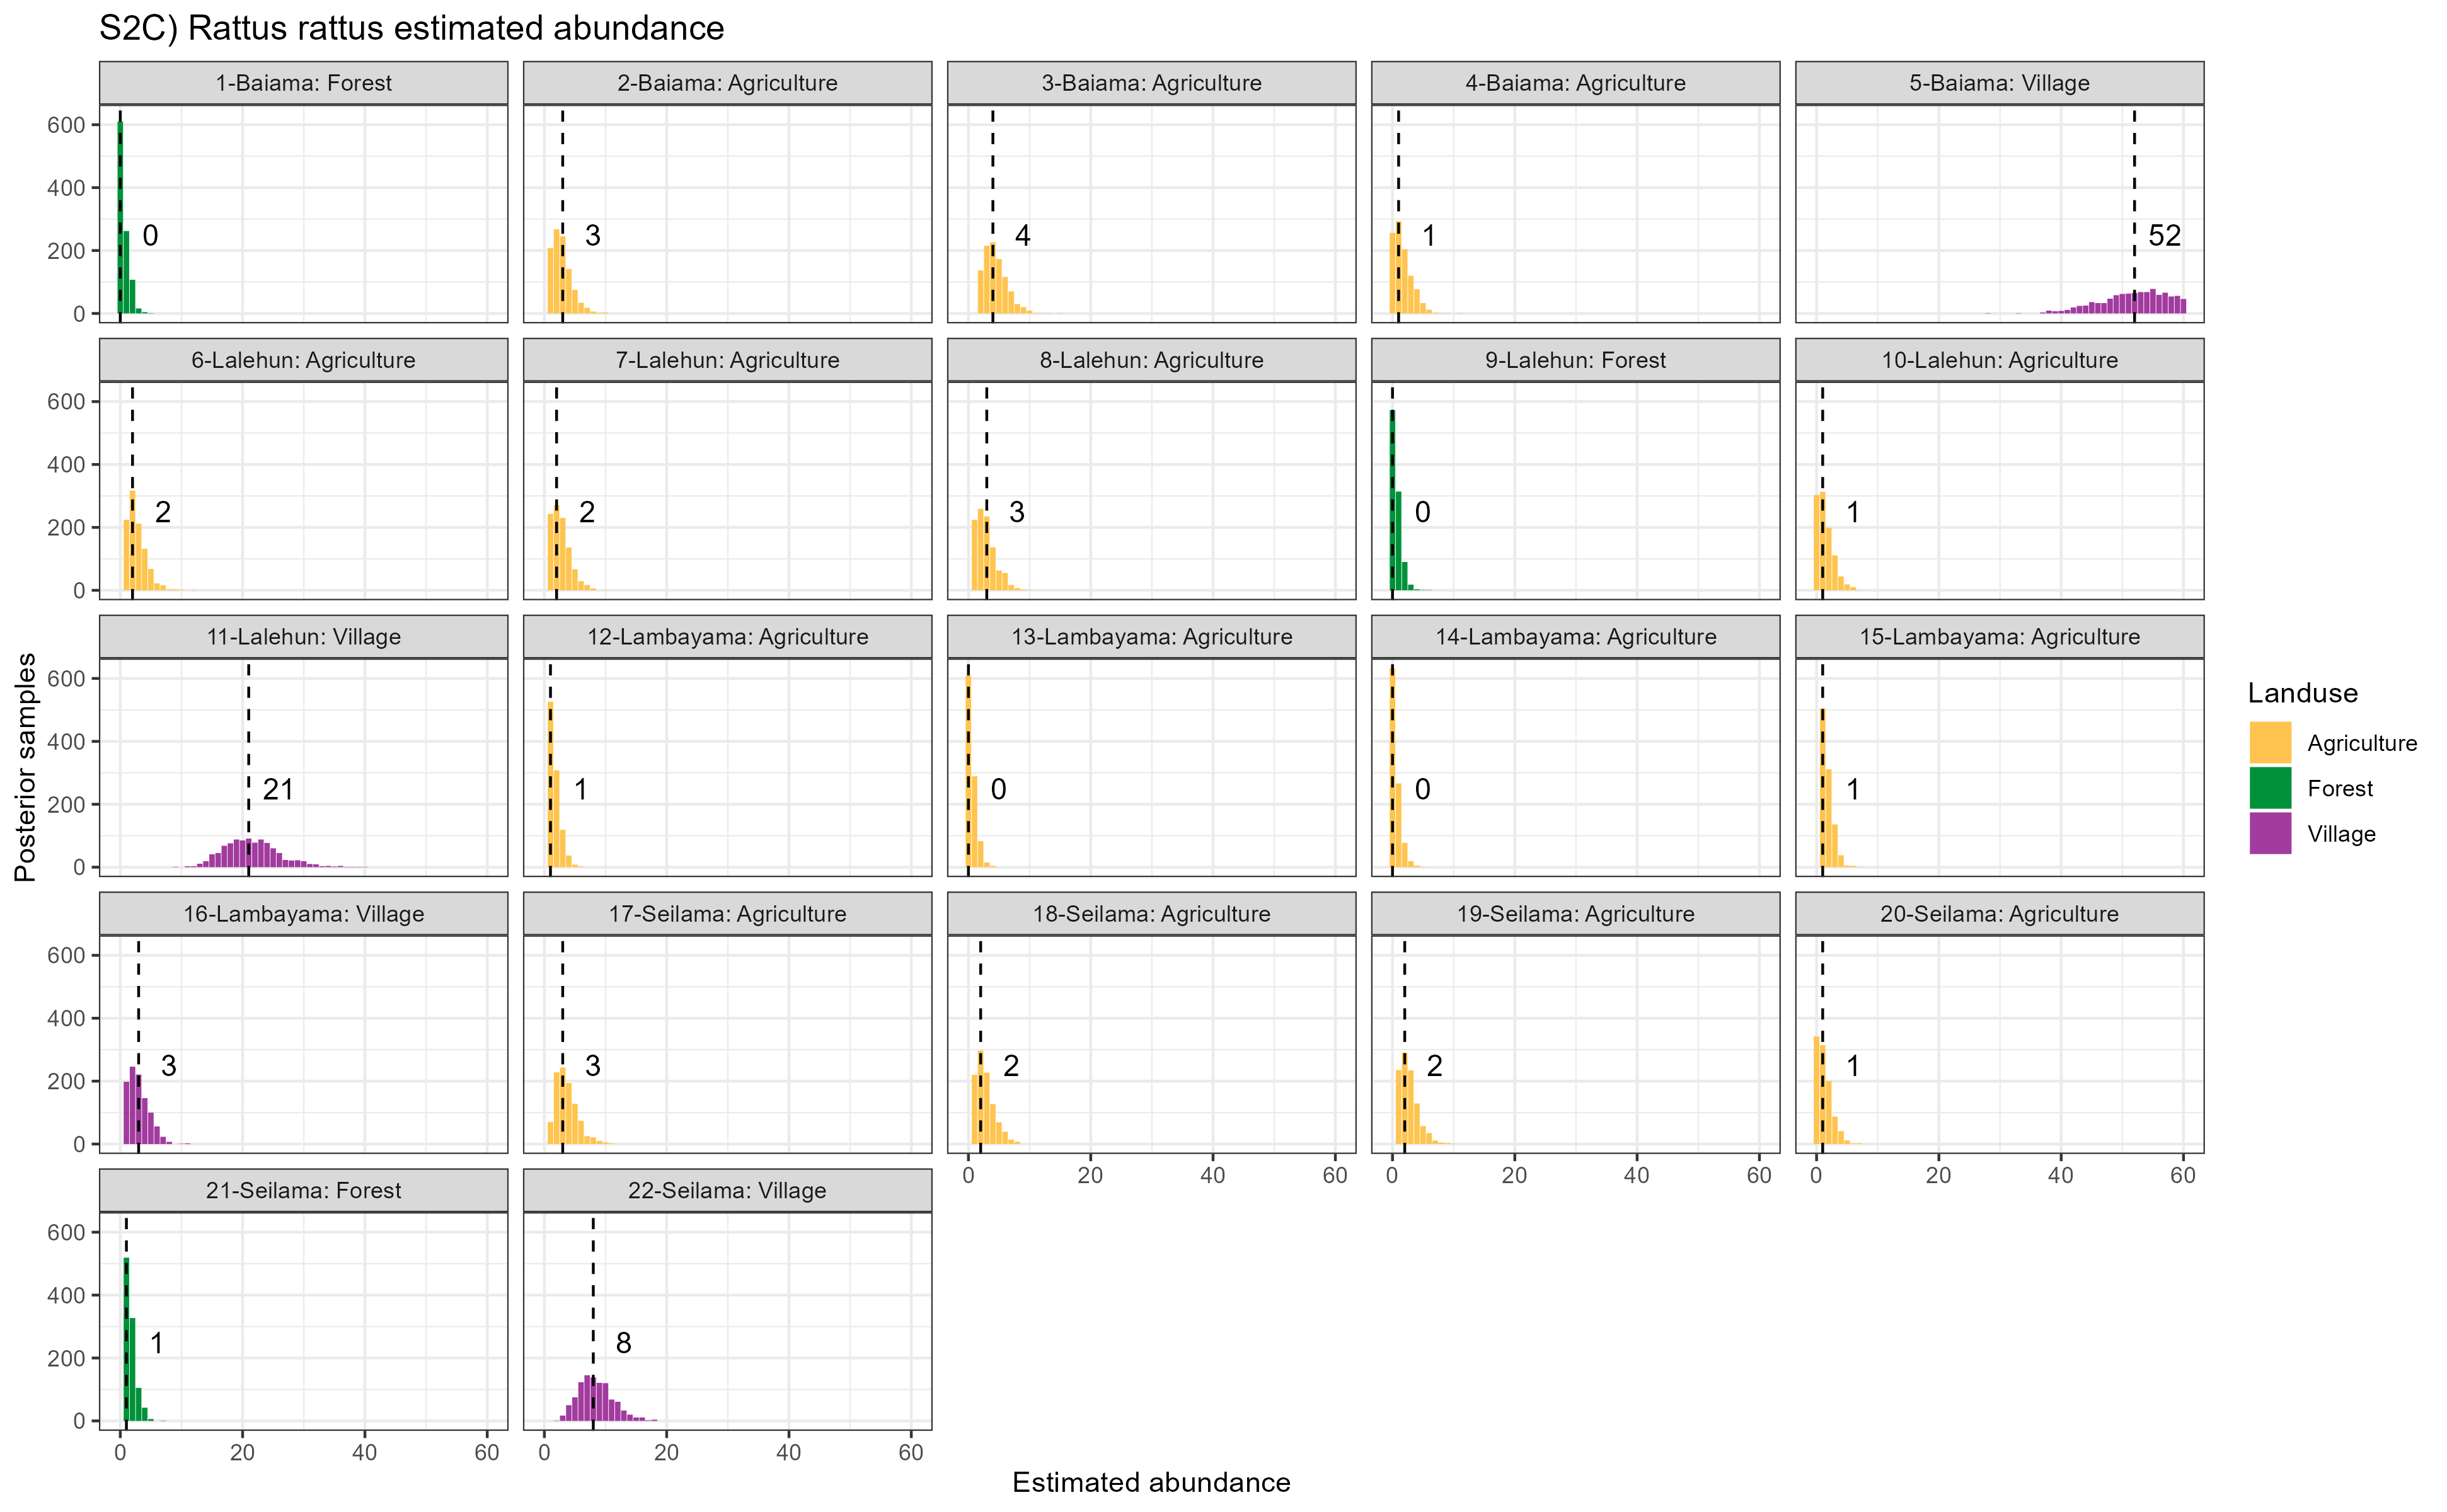 S2C) Rattus rattus estimated abundance
1-Baiama: Forest
2-Baiama: Agriculture
3-Baiama: Agriculture
4-Baiama: Agriculture
5-Baiama: Village
600
400
200
0
0
3
4
1
52
6-Lalehun: Agriculture
7-Lalehun: Agriculture
8-Lalehun: Agriculture
9-Lalehun: Forest
10-Lalehun: Agriculture
600
400
200
0
2
2
3
0
1
11-Lalehun: Village
12-Lambayama: Agriculture
13-Lambayama: Agriculture
14-Lambayama: Agriculture
15-Lambayama: Agriculture
600
400
200
0
21
1
0
0
1
16-Lambayama: Village
17-Seilama: Agriculture
18-Seilama: Agriculture
19-Seilama: Agriculture
20-Seilama: Agriculture
600
400
200
0
3
3
2
2
1
0 20 40 60
0 20 40 60
0 20 40 60
21-Seilama: Forest
22-Seilama: Village
600
400
200
0
1
8
0 20 40 60
0 20 40 60
Estimated abundance
Posterior samples
Landuse
Agriculture
Forest
Village